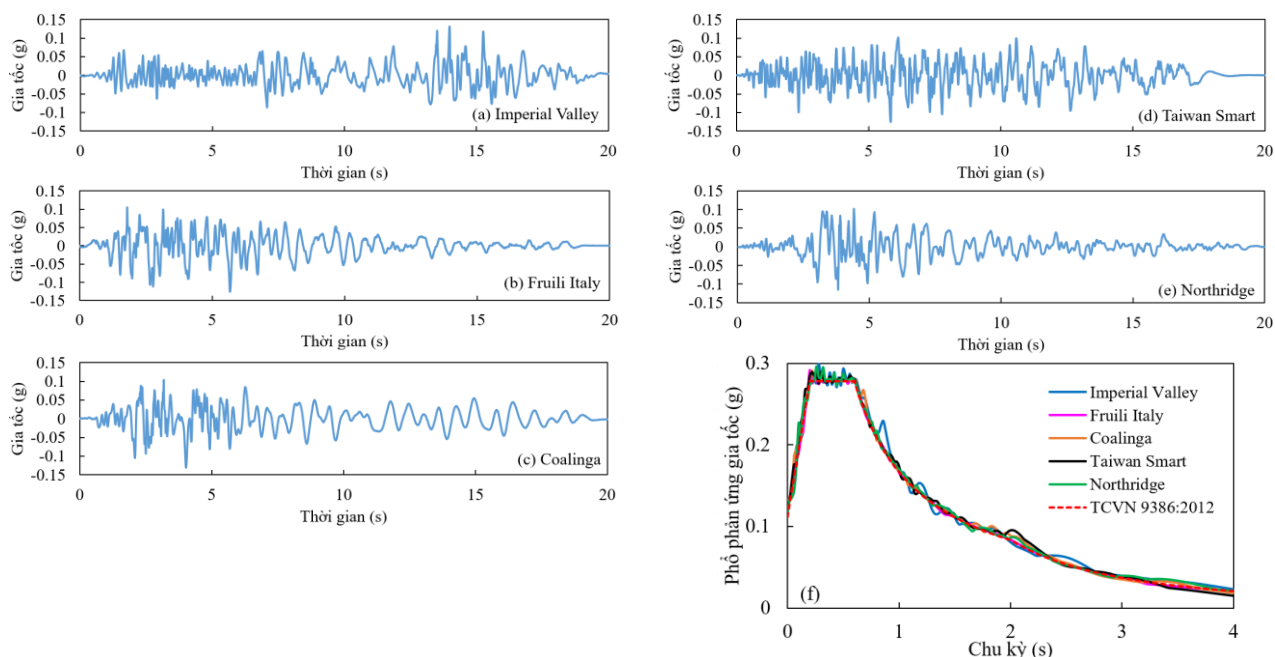 Gia tốc (g)
0.15
0.1
0.05
0
-0.05
-0.1
-0.15
(a) Imperial Valley
0 5 10 15 20
Thời gian (s)
Gia tốc (g)
0.15
0.1
0.05
0
-0.05
-0.1
-0.15
(b) Fruili Italy
0 5 10 15 20
Thời gian (s)
Gia tốc (g)
0.15
0.1
0.05
0
-0.05
-0.1
-0.15
(c) Coalinga
0 5 10 15 20
Thời gian (s)
Gia tốc (g)
0.15
0.1
0.05
0
-0.05
-0.1
-0.15
(d) Taiwan Smart
0 5 10 15 20
Thời gian (s)
Gia tốc (g)
0.15
0.1
0.05
0
-0.05
-0.1
-0.15
(e) Northridge
0 5 10 15 20
Thời gian (s)
Phổ phản ứng gia tốc (g)
0.3
0.2
0.1
0
Imperial Valley
Fruili Italy
Coalinga
Taiwan Smart
Northridge
TCVN 9386:2012
(f)
0 1 2 3 4
Chu kỳ (s)